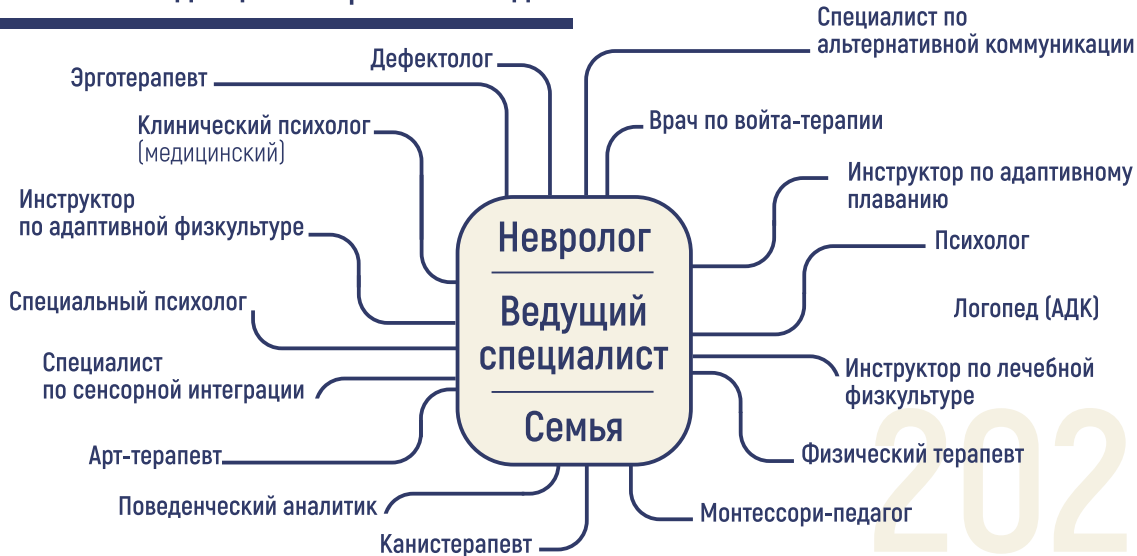 Специалист по
альтернативной коммуникации
Дефектолог
Эрготерапевт
Клинический психолог
(медицинский)
Врач по войта-терапии
Инструктор по адаптивному
плаванию
Инструктор
по адаптивной физкультуре
Невролог
Психолог
Специальный психолог
Ведущий
специалист
Логопед (АДК)
Специалист
по сенсорной интеграции
Инструктор по лечебной
физкультуре
Семья
Арт-терапевт
Физический терапевт
Поведенческий аналитик
Монтессори-педагог
Канистерапевт
202